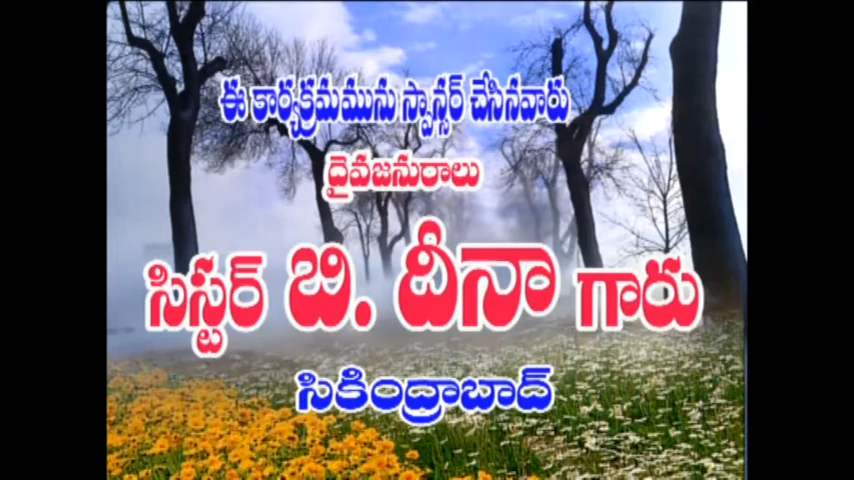 ఈ కార్యక్రమమును స్పాన్సర్ చేసినవారు
దైవజనురాలు
సిస్టర్ బి. దీనా గారు
సికింద్రాబాద్